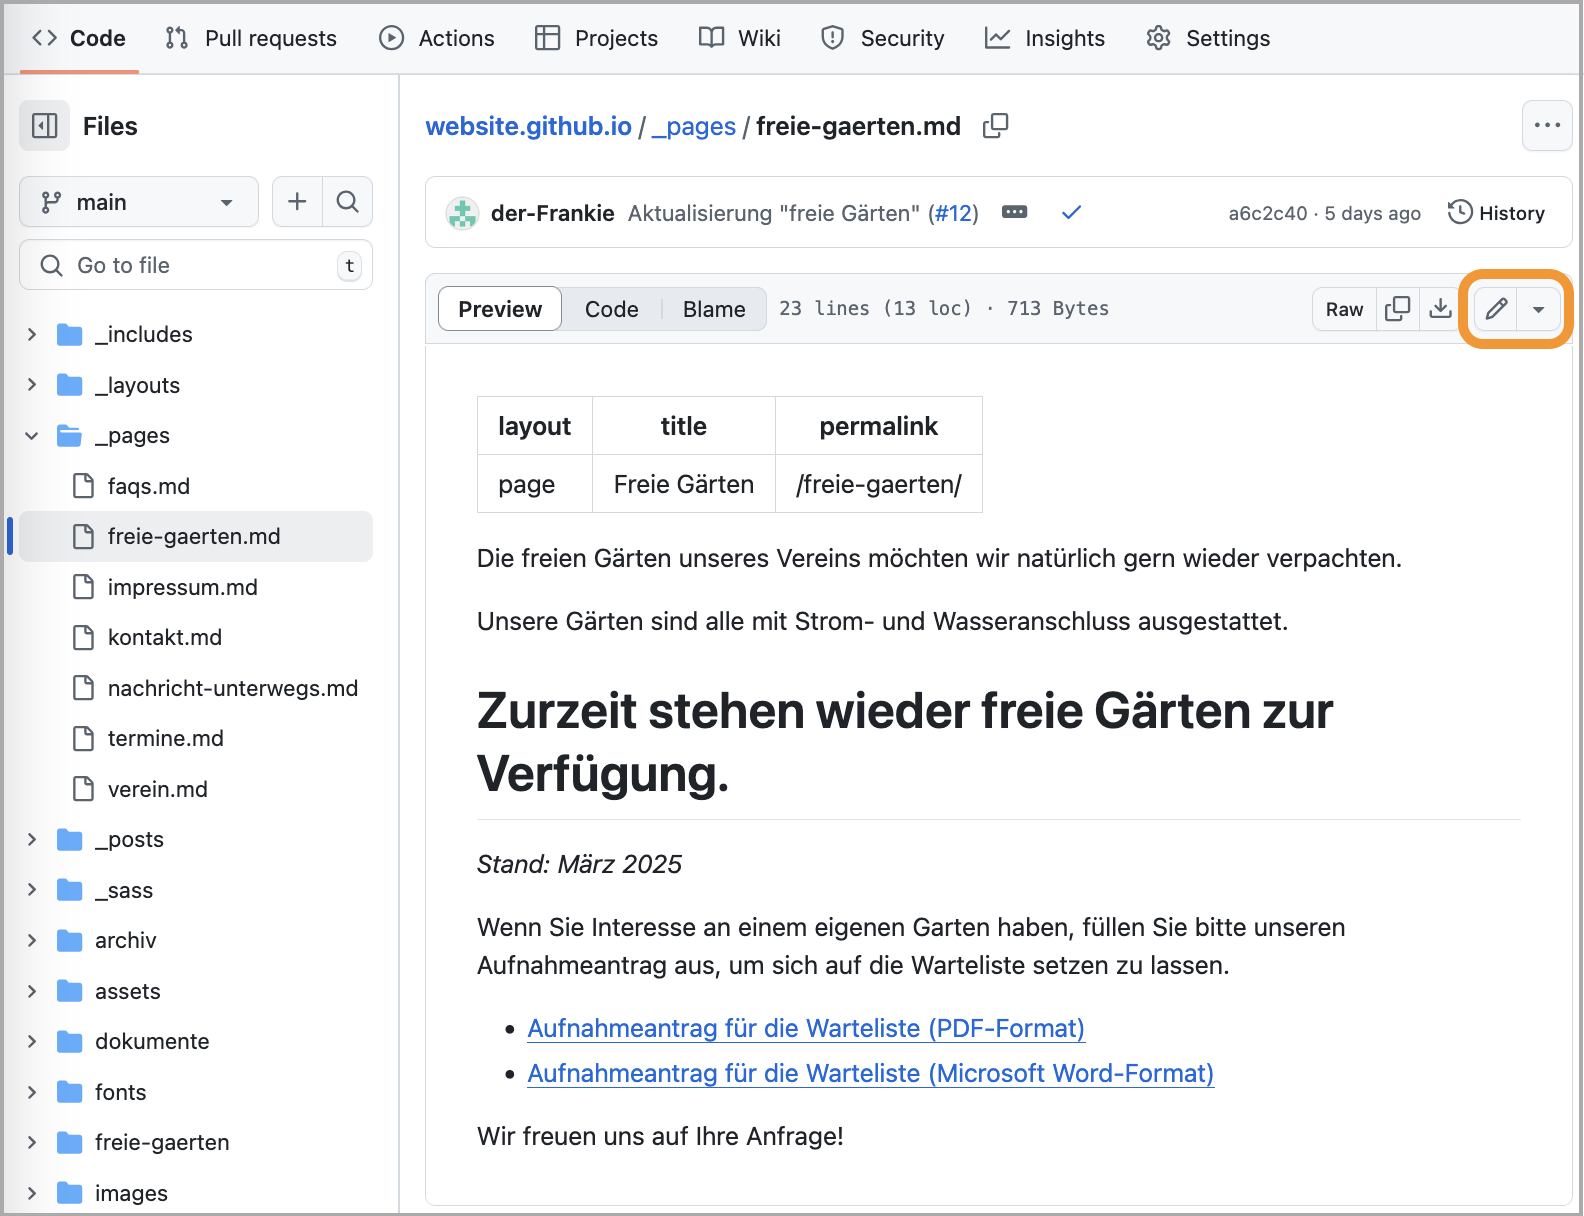 Code Pull requests Actions Projects Wiki Security Insights Settings
Files
main
Go to file t
_includes
_layouts
_pages
faqs.md
freie-gaerten.md
impressum.md
kontakt.md
nachricht-unterwegs.md
termine.md
verein.md
_posts
_sass
archiv
assets
dokumente
fonts
freie-gaerten
images
website.github.io / _pages / freie-gaerten.md
der-Frankie Aktualisierung "freie Gärten" (#12) a6c2c40 · 5 days ago History
Preview Code Blame 23 lines (13 loc) · 713 Bytes Raw
layout title permalink
page Freie Gärten /freie-gaerten/
Die freien Gärten unseres Vereins möchten wir natürlich gern wieder verpachten.
Unsere Gärten sind alle mit Strom- und Wasseranschluss ausgestattet.
Zurzeit stehen wieder freie Gärten zur
Verfügung.
Stand: März 2025
Wenn Sie Interesse an einem eigenen Garten haben, füllen Sie bitte unseren
Aufnahmeantrag aus, um sich auf die Warteliste setzen zu lassen.
• Aufnahmeantrag für die Warteliste (PDF-Format)
• Aufnahmeantrag für die Warteliste (Microsoft Word-Format)
Wir freuen uns auf Ihre Anfrage!